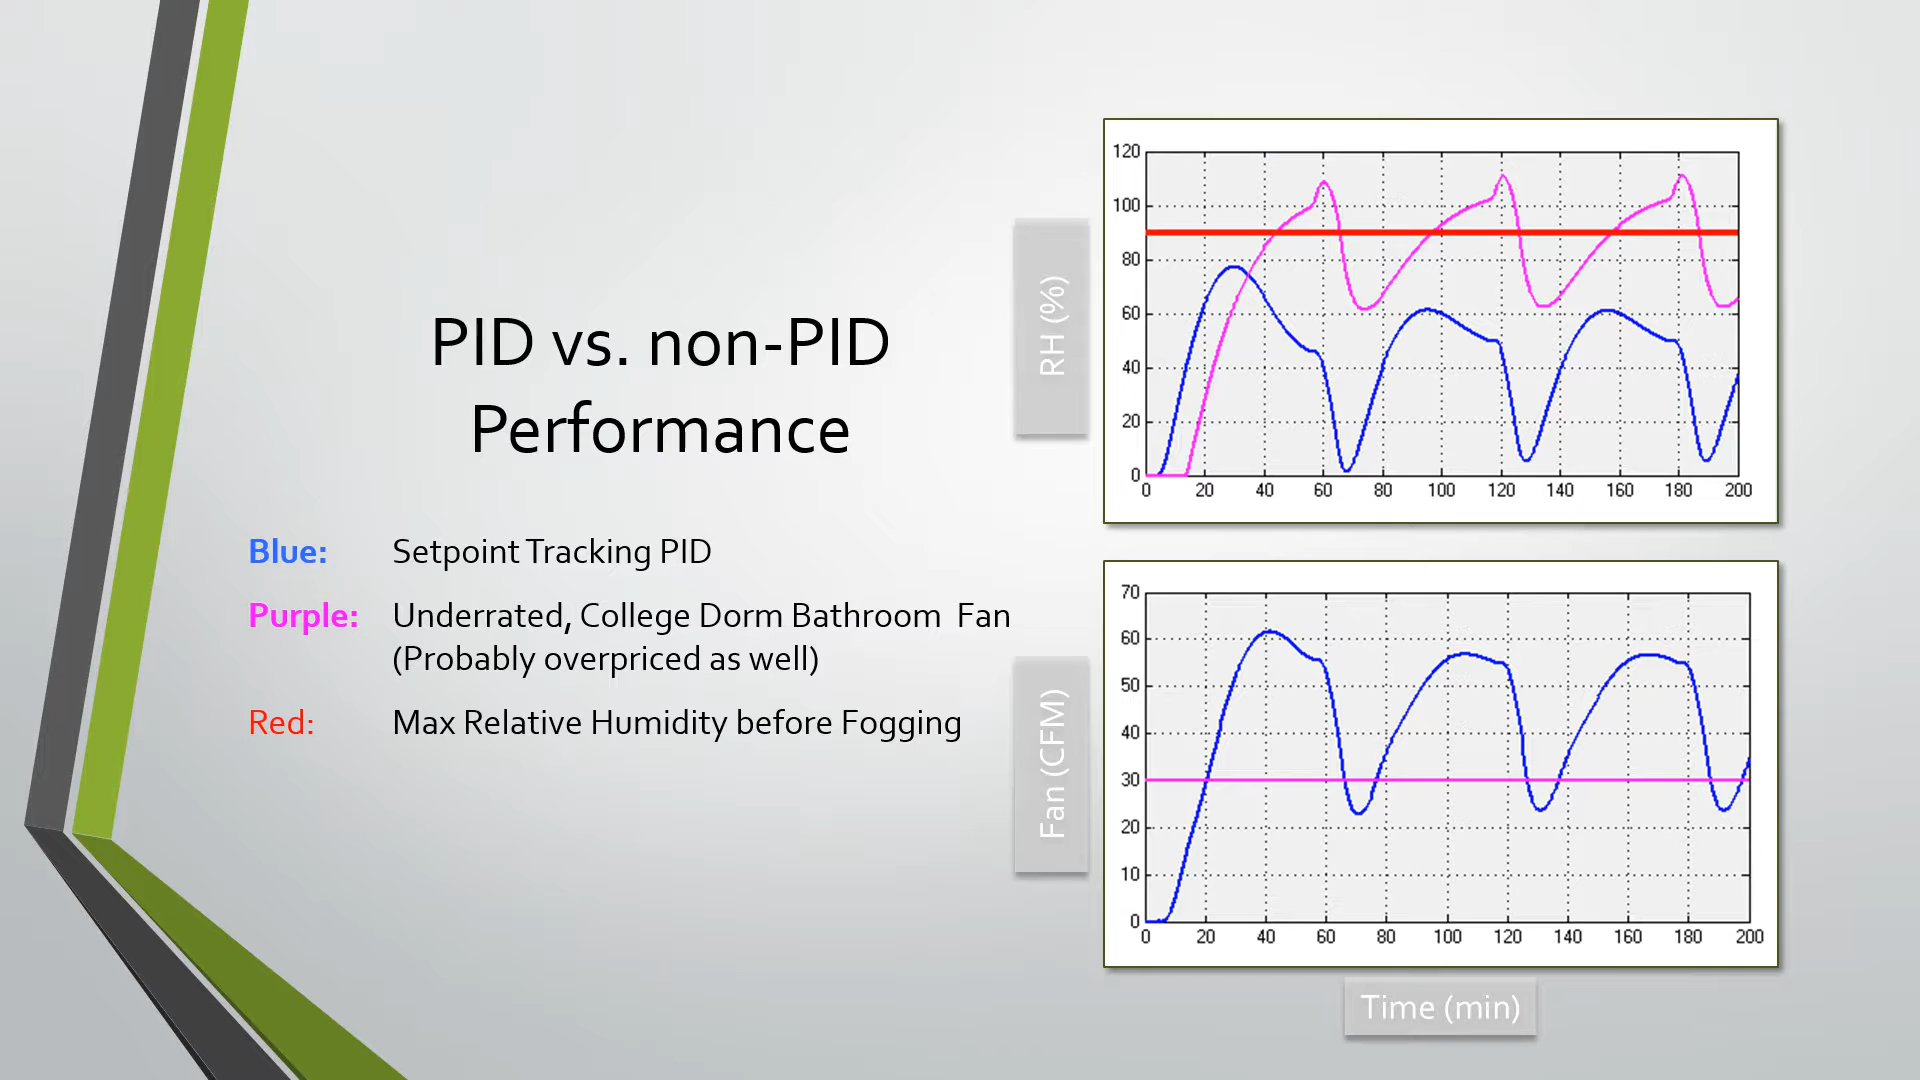 PID vs. non-PID
Performance
Blue: Setpoint Tracking PID
Purple: Underrated, College Dorm Bathroom Fan
(Probably overpriced as well)
Red: Max Relative Humidity before Fogging
RH (%)
120
100
80
60
40
20
0
0 20 40 60 80 100 120 140 160 180 200
Fan (CFM)
70
60
50
40
30
20
10
0
0 20 40 60 80 100 120 140 160 180 200
Time (min)